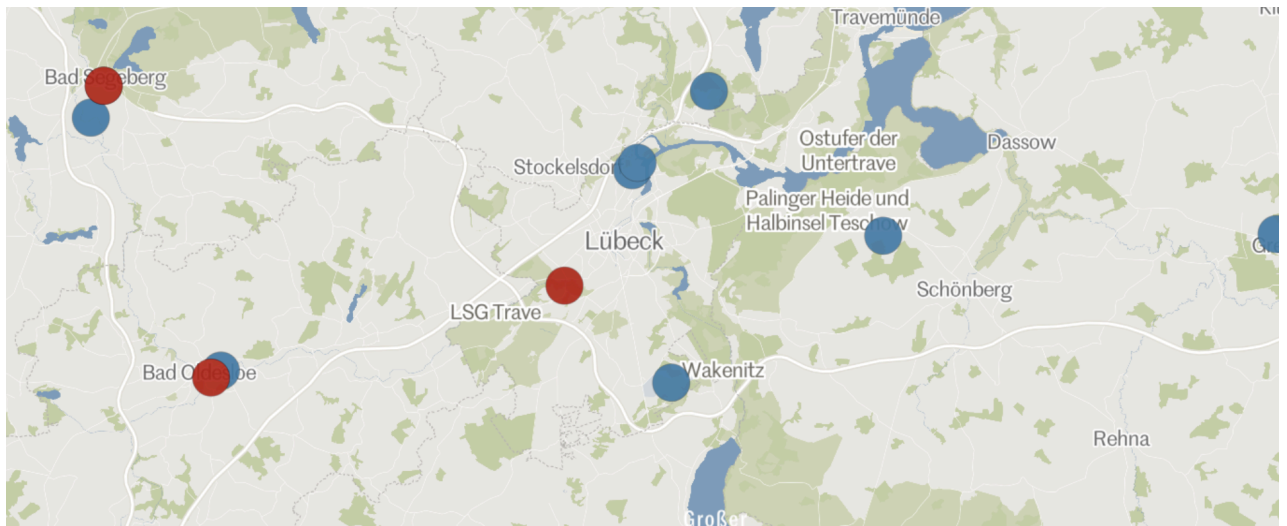 Travemünde
Bad Segeberg
Ostufer der
Untertrave
Dassow
Stockelsdorf
Palinger Heide und
Halbinsel Teschow
Lübeck
Schönberg
LSG Trave
Bad Oldesloe
Wakenitz
Rehna
Großer